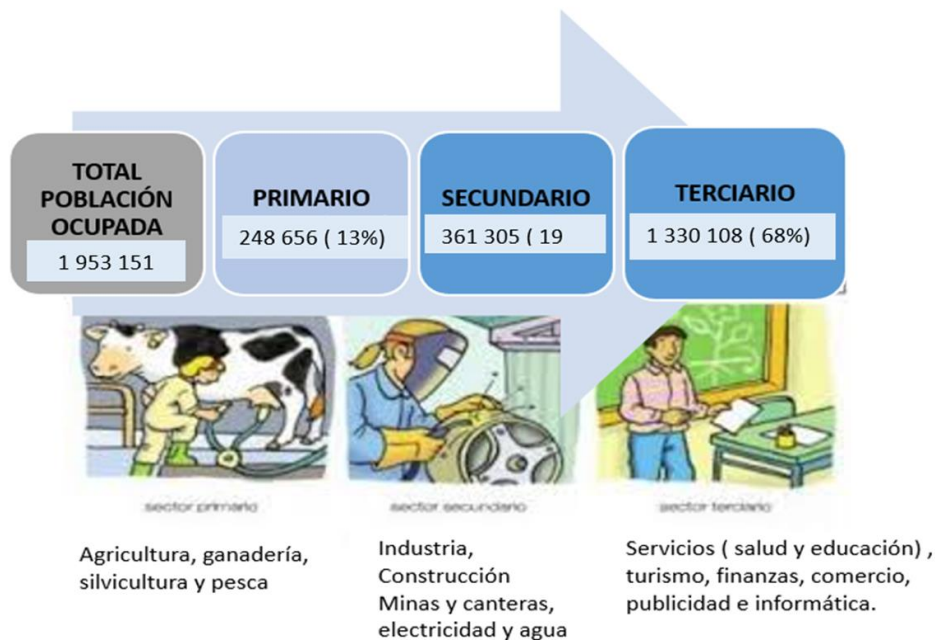 TOTAL
POBLACIÓN
OCUPADA
1 953 151
PRIMARIO
248 656 ( 13%)
SECUNDARIO
361 305 ( 19
TERCIARIO
1 330 108 ( 68%)
sector primario
sector secundario
sector terciario
Agricultura, ganadería,
silvicultura y pesca
Industria,
Construcción
Minas y canteras,
electricidad y agua
Servicios ( salud y educación) ,
turismo, finanzas, comercio,
publicidad e informática.